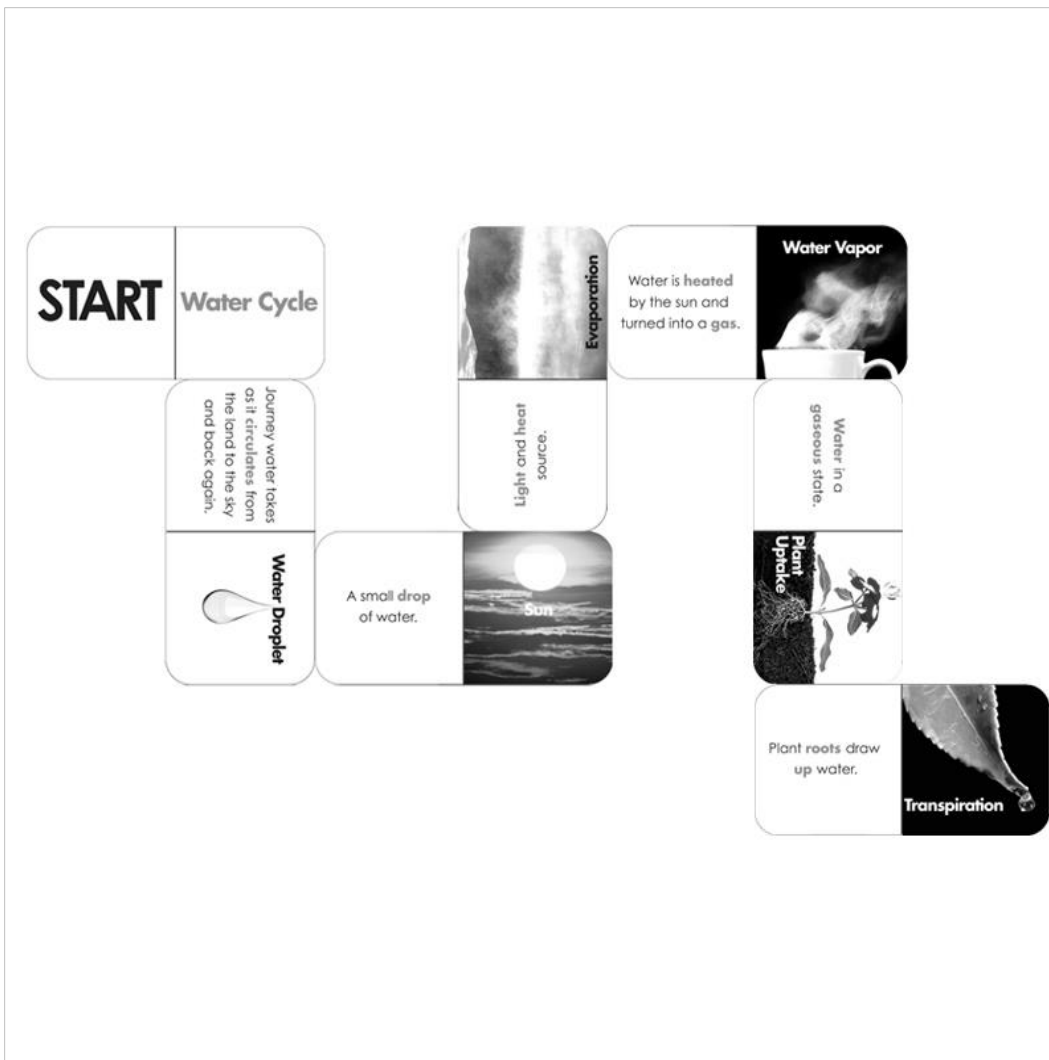 START
Water Cycle
Journey water takes
as it circulates from
the land to the sky
and back again.
Water Droplet
A small drop
of water.
Sun
Light and heat
source.
Evaporation
Water is heated
by the sun and
turned into a gas.
Water Vapor
Water in a
gaseous state.
Plant
Uptake
Plant roots draw
up water.
Transpiration